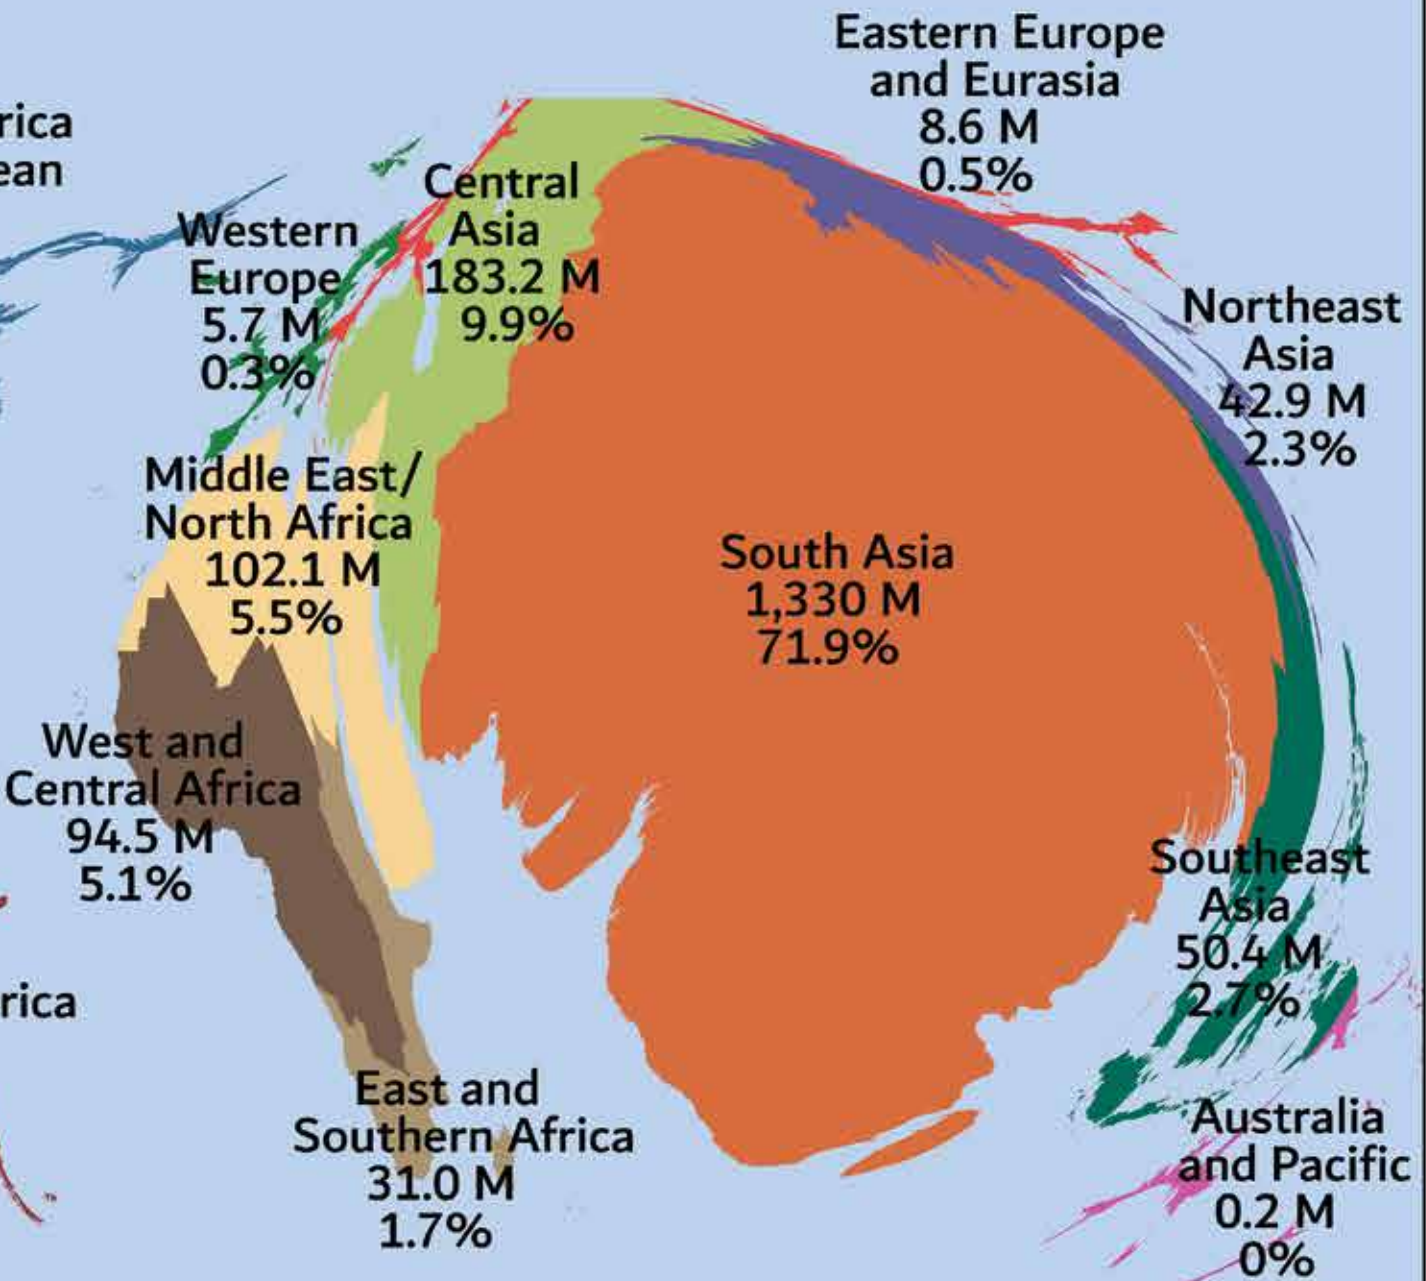 Eastern Europe
and Eurasia
8.6 M
0.5%
rica
ean
Central
Asia
183.2 M
9.9%
Western
Europe
5.7 M
0.3%
Northeast
Asia
42.9 M
2.3%
Middle East/
North Africa
102.1 M
5.5%
South Asia
1,330 M
71.9%
West and
Central Africa
94.5 M
5.1%
Southeast
Asia
50.4 M
2.7%
rica
East and
Southern Africa
31.0 M
1.7%
Australia
and Pacific
0.2 M
0%